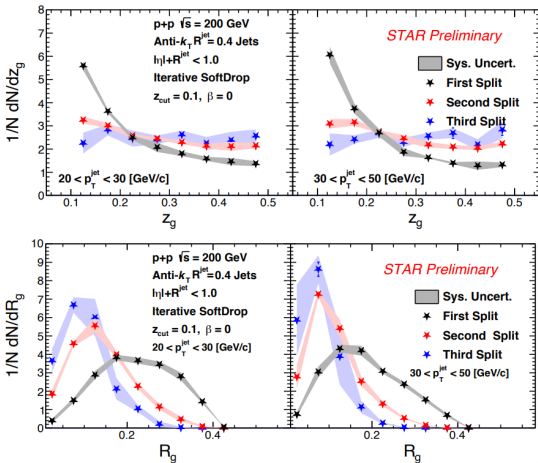 p+p √s = 200 GeV
Anti-k_T R^jet=0.4 Jets
|η|+R^jet < 1.0
Iterative SoftDrop
z_cut = 0.1, β = 0
STAR Preliminary
Sys. Uncert.
First Split
Second Split
Third Split
1/N dN/dz_g
7
6
5
4
3
2
1
0
20 < p_T^jet < 30 [GeV/c]
30 < p_T^jet < 50 [GeV/c]
0.1 0.2 0.3 0.4 0.5
0.1 0.2 0.3 0.4 0.5
z_g
z_g
p+p √s = 200 GeV
Anti-k_T R^jet=0.4 Jets
|η|+R^jet < 1.0
Iterative SoftDrop
z_cut = 0.1, β = 0
20 < p_T^jet < 30 [GeV/c]
STAR Preliminary
Sys. Uncert.
First Split
Second Split
Third Split
30 < p_T^jet < 50 [GeV/c]
1/N dN/dR_g
10
9
8
7
6
5
4
3
2
1
0
0.2 0.4
0.2 0.4
R_g
R_g